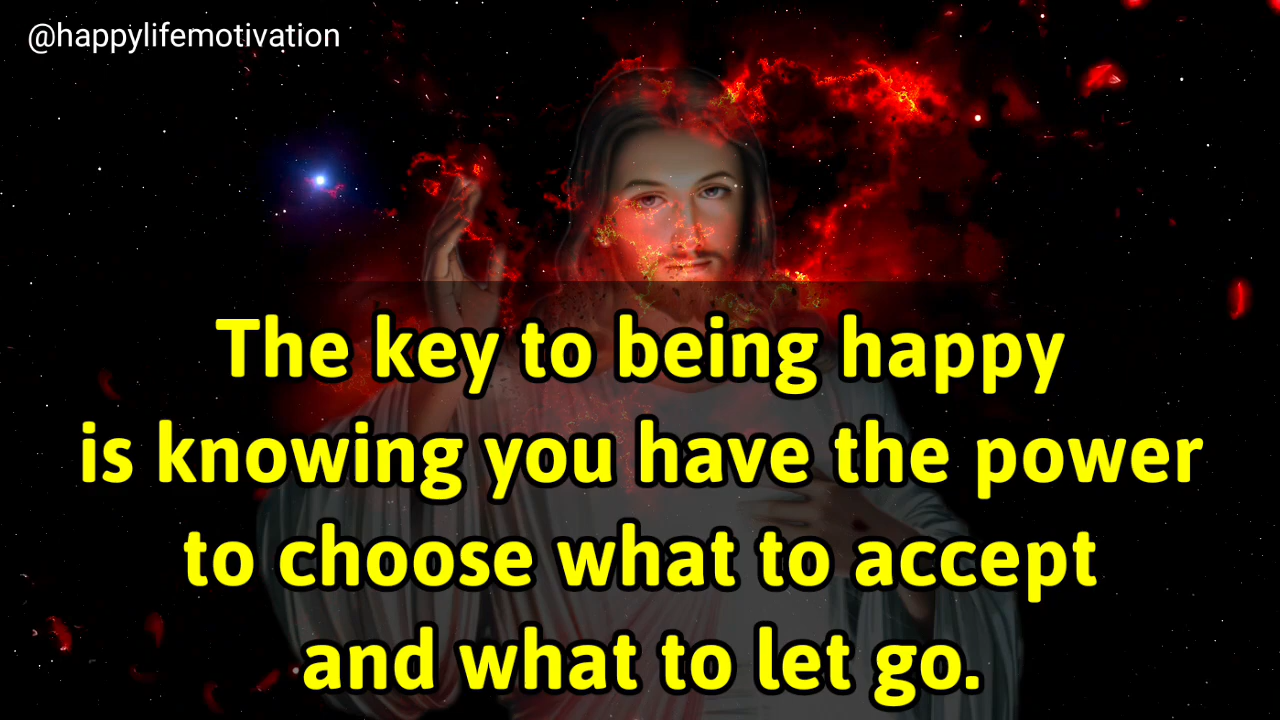 @happylifemotivation
The key to being happy
is knowing you have the power
to choose what to accept
and what to let go.